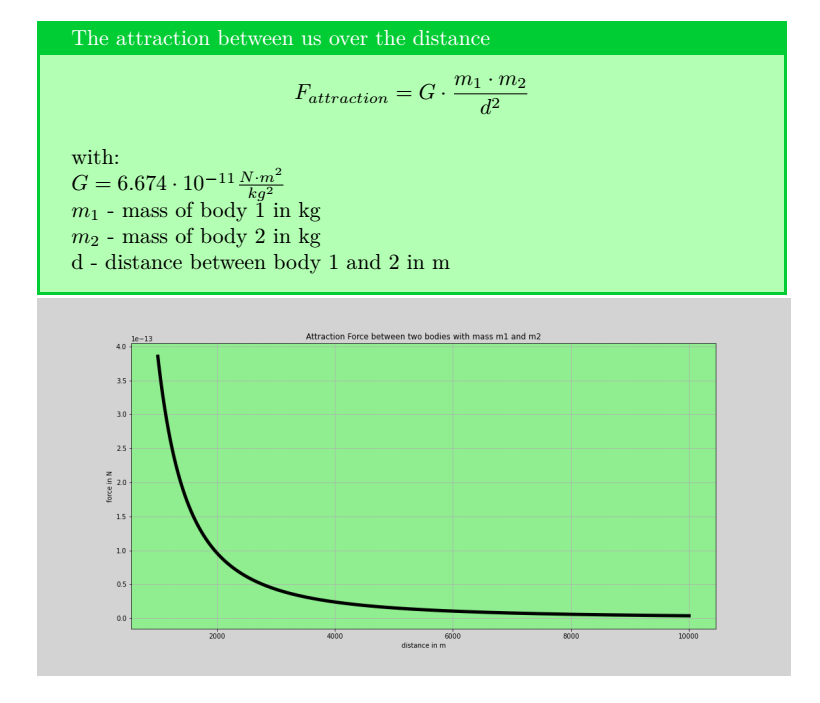 The attraction between us over the distance
F_{attraction} = G · \frac{m_1 · m_2}{d^2}
with:
G = 6.674 · 10^{-11} \frac{N·m^2}{kg^2}
m_1 - mass of body 1 in kg
m_2 - mass of body 2 in kg
d - distance between body 1 and 2 in m
Attraction Force between two bodies with mass m1 and m2
1e−13
4.0
3.5
3.0
2.5
2.0
1.5
1.0
0.5
0.0
force in N
2000 4000 6000 8000 10000
distance in m